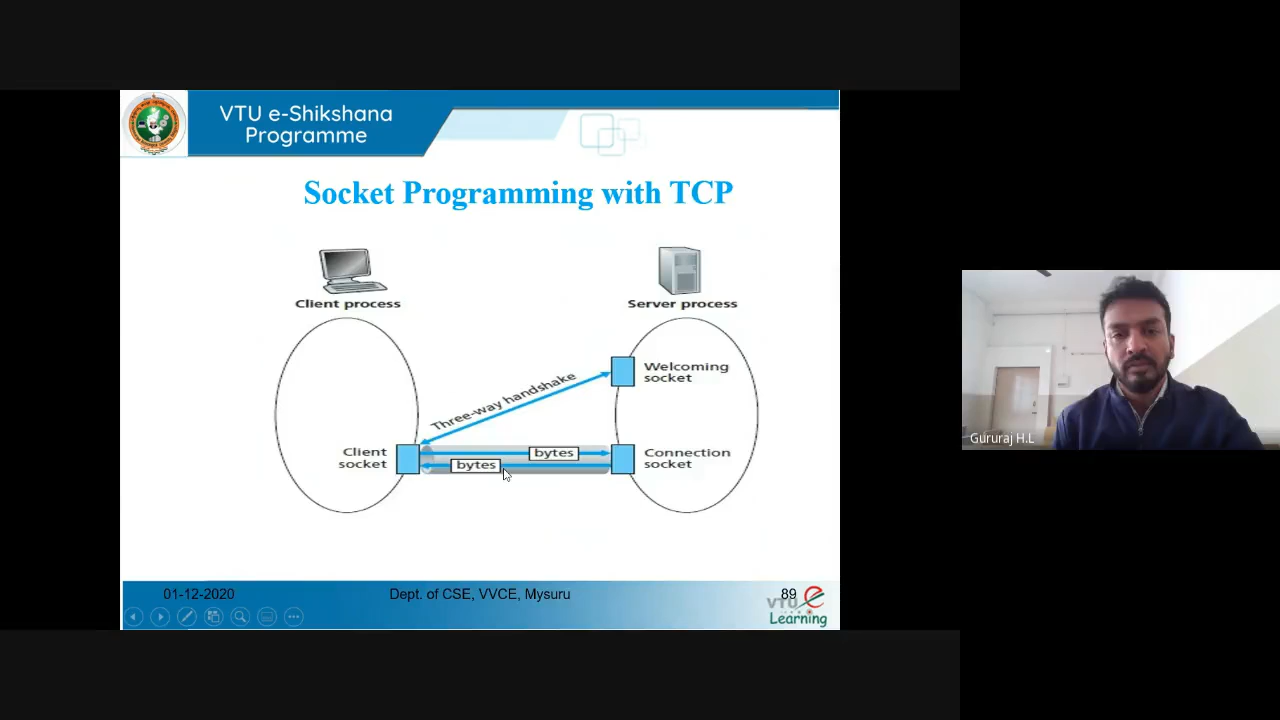 VTU e-Shikshana
Programme
Socket Programming with TCP
Client process
Server process
Welcoming
socket
Three-way handshake
Client
socket
bytes
bytes
Connection
socket
Gururaj H.L
01-12-2020
Dept. of CSE, VVCE, Mysuru
89
VTU e
Learning